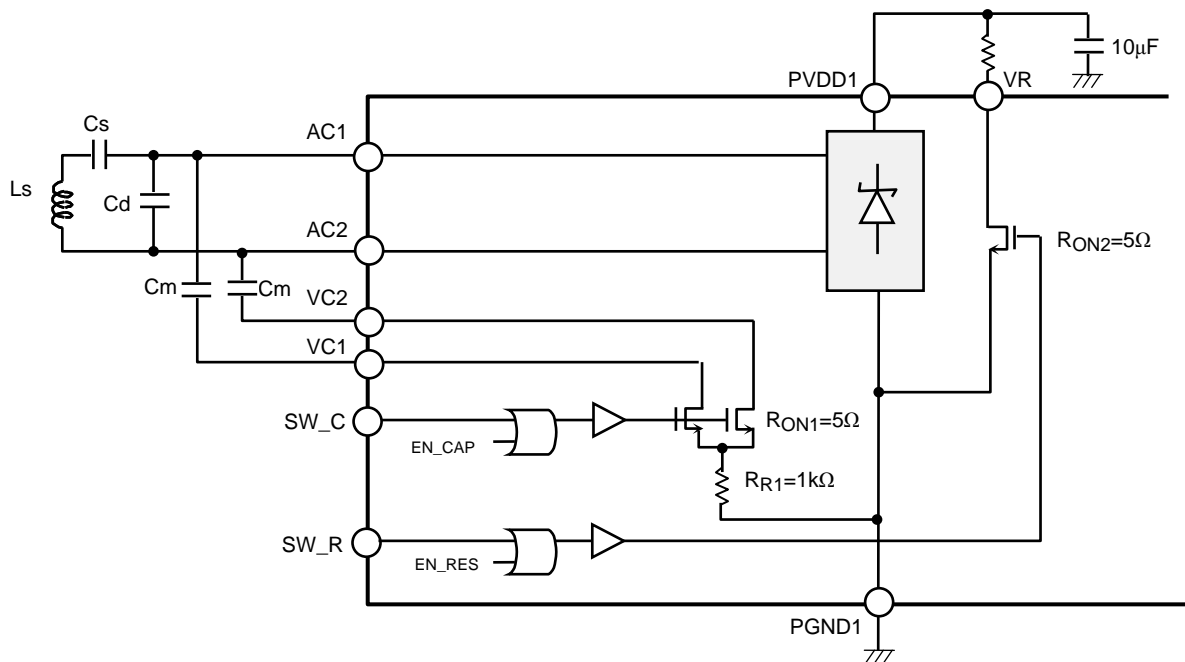 10μF
PVDD1
VR
Cs
AC1
Ls
Cd
AC2
RON2=5Ω
Cm
Cm
VC2
VC1
SW_C
EN_CAP
RON1=5Ω
RR1=1kΩ
SW_R
EN_RES
PGND1